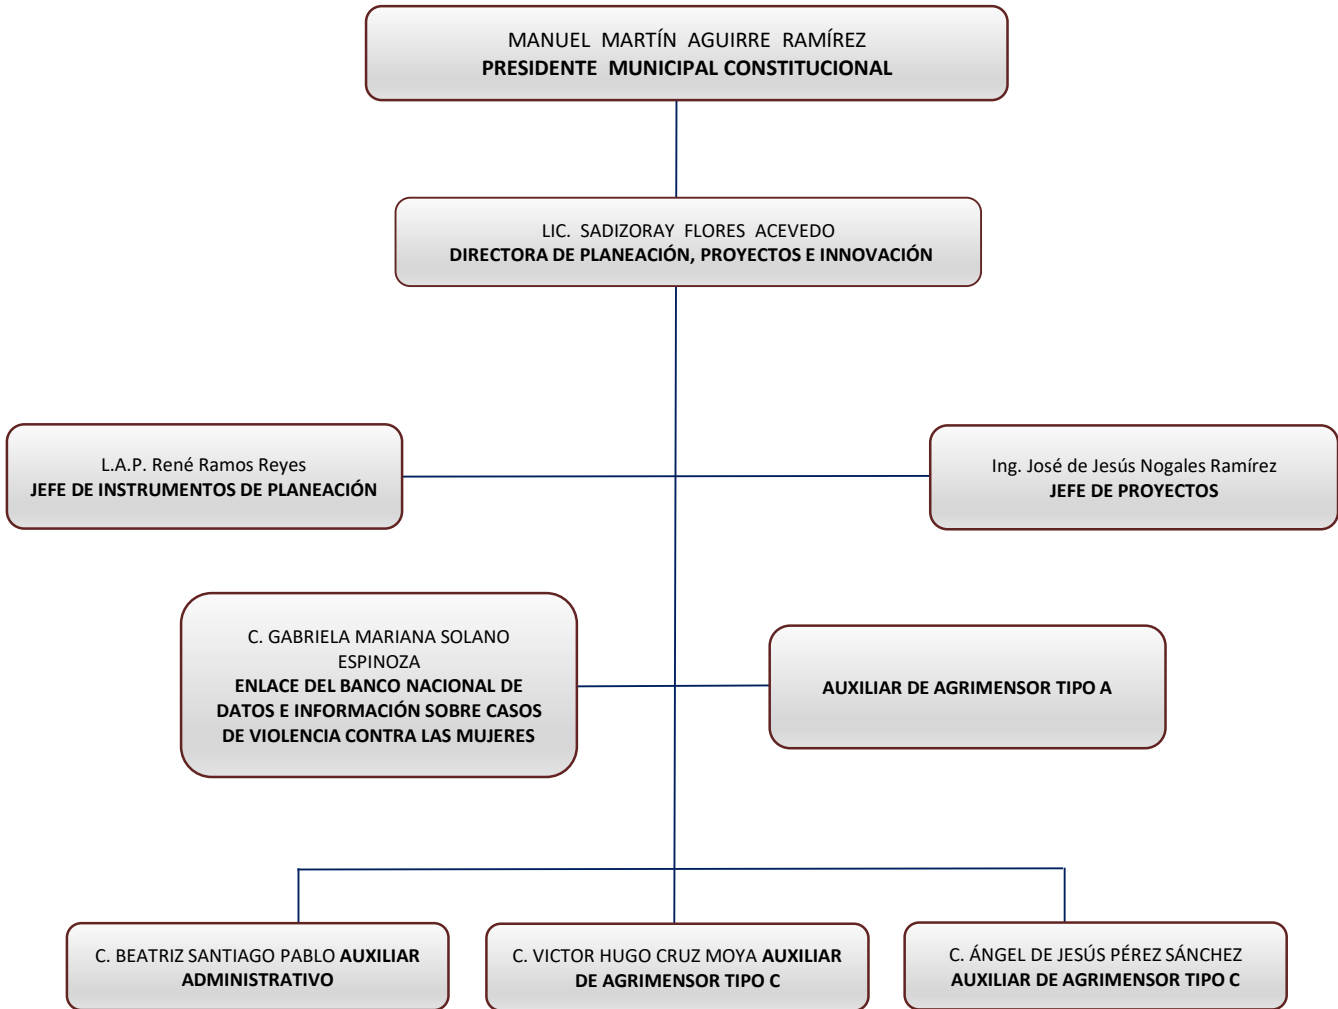 MANUEL MARTÍN AGUIRRE RAMÍREZ
PRESIDENTE MUNICIPAL CONSTITUCIONAL
LIC. SADIZORAY FLORES ACEVEDO
DIRECTORA DE PLANEACIÓN, PROYECTOS E INNOVACIÓN
L.A.P. René Ramos Reyes
JEFE DE INSTRUMENTOS DE PLANEACIÓN
Ing. José de Jesús Nogales Ramírez
JEFE DE PROYECTOS
C. GABRIELA MARIANA SOLANO
ESPINOZA
ENLACE DEL BANCO NACIONAL DE
DATOS E INFORMACIÓN SOBRE CASOS
DE VIOLENCIA CONTRA LAS MUJERES
AUXILIAR DE AGRIMENSOR TIPO A
C. BEATRIZ SANTIAGO PABLO AUXILIAR
ADMINISTRATIVO
C. VICTOR HUGO CRUZ MOYA AUXILIAR
DE AGRIMENSOR TIPO C
C. ÁNGEL DE JESÚS PÉREZ SÁNCHEZ
AUXILIAR DE AGRIMENSOR TIPO C